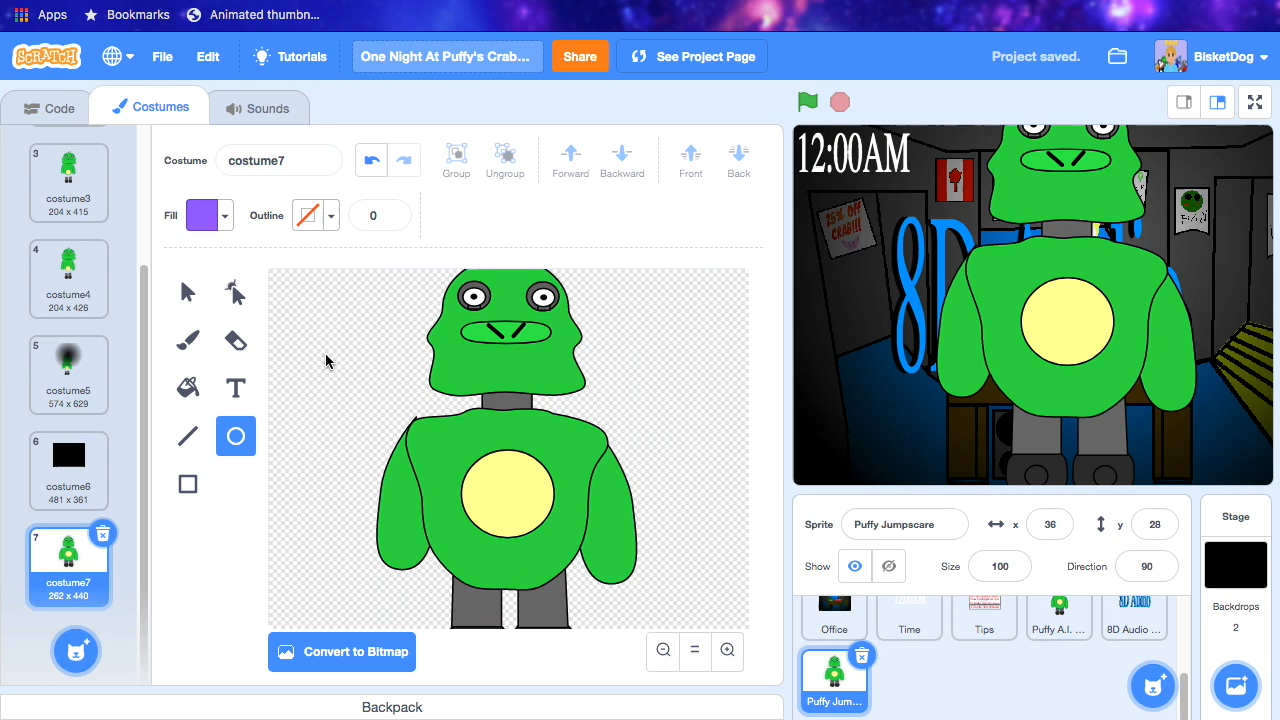 Apps
Bookmarks
Animated thumbn...
SCRATCH
File
Edit
Tutorials
One Night At Puffy's Crab...
Share
See Project Page
Project saved.
BisketDog
Code
Costumes
Sounds
3
costume3
204 x 415
4
costume4
204 x 426
5
costume5
574 x 629
6
costume6
481 x 361
7
costume7
262 x 440
Costume
costume7
Group
Ungroup
Forward
Backward
Front
Back
Fill
Outline
0
T
Convert to Bitmap
Backpack
12:00AM
25% OFF
CRAB!!!
8D
Sprite
Puffy Jumpscare
x
36
y
28
Show
Size
100
Direction
90
Office
Time
Tips
Puffy A.I. ...
8D Audio ...
Puffy Jum...
8D AUDIO
Stage
Backdrops
2